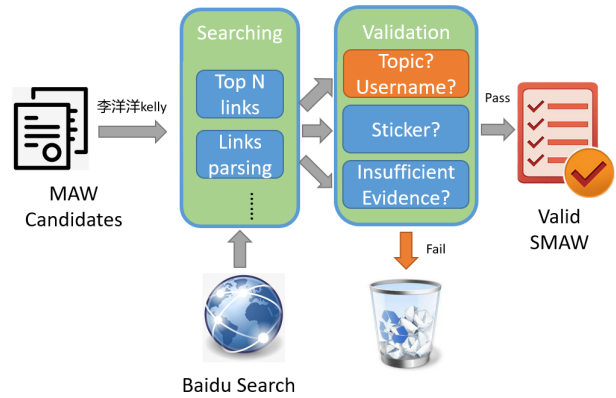 Searching
Validation
Top N
links
Links
parsing
......
Topic?
Username?
Sticker?
Insufficient
Evidence?
李洋洋kelly
Pass
Fail
MAW
Candidates
Valid
SMAW
Baidu Search